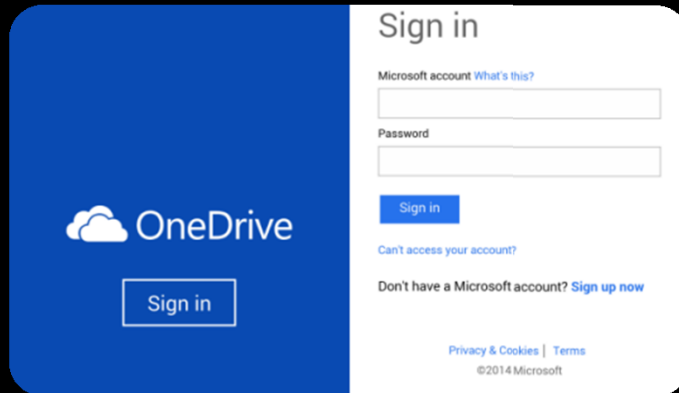 OneDrive
Sign in
Sign in
Microsoft account What's this?
Password
Sign in
Can't access your account?
Don't have a Microsoft account? Sign up now
Privacy & Cookies | Terms
©2014 Microsoft